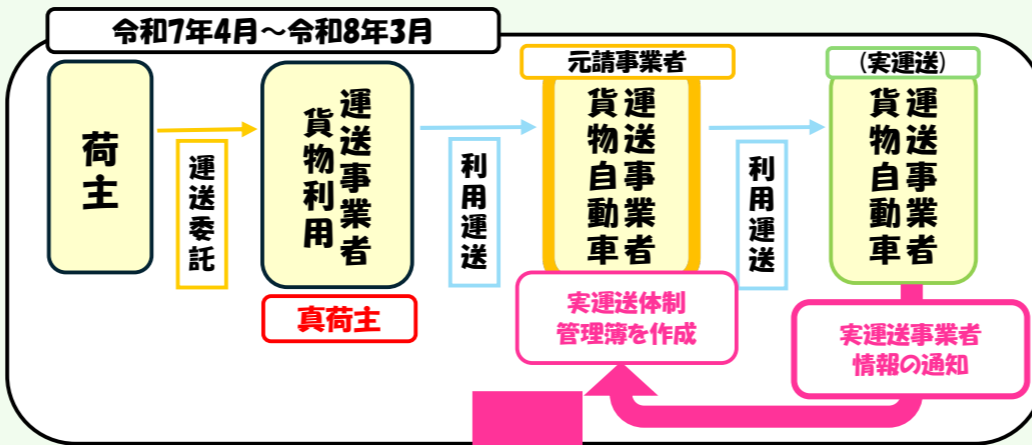 令和7年4月～令和8年3月
荷主
運送委託
貨物利用
運送事業者
真荷主
利用運送
元請事業者
貨物自動車
運送事業者
実運送体制
管理簿を作成
利用運送
(実運送)
貨物自動車
運送事業者
実運送事業者
情報の通知